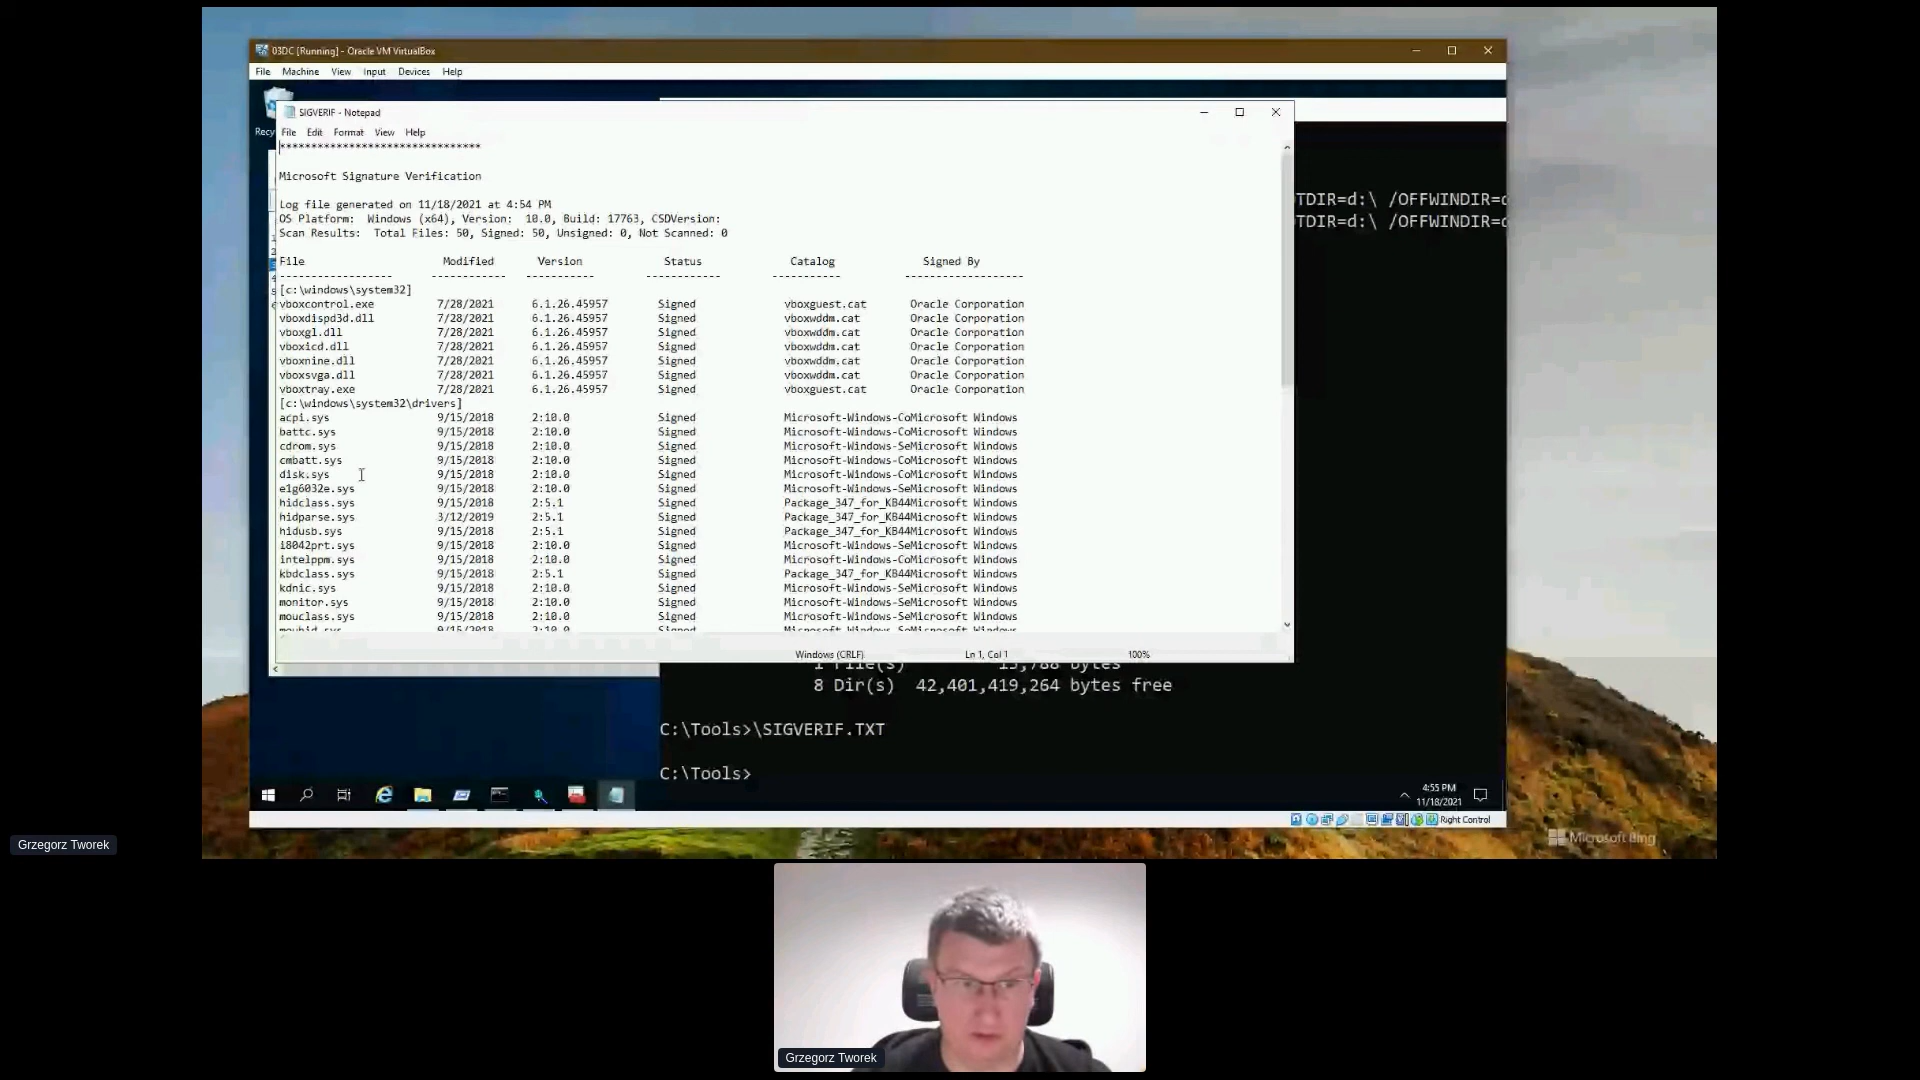 03DC [Running] - Oracle VM VirtualBox
File Machine View Input Devices Help
SIGVERIF - Notepad
File Edit Format View Help
********************************
Microsoft Signature Verification
Log file generated on 11/18/2021 at 4:54 PM
OS Platform: Windows (x64), Version: 10.0, Build: 17763, CSDVersion:
Scan Results: Total Files: 50, Signed: 50, Unsigned: 0, Not Scanned: 0
File Modified Version Status Catalog Signed By
------------------ ------------ ----------- ------------ ----------- -------------------
[c:\windows\system32]
vboxcontrol.exe 7/28/2021 6.1.26.45957 Signed vboxguest.cat Oracle Corporation
vboxdispd3d.dll 7/28/2021 6.1.26.45957 Signed vboxwddm.cat Oracle Corporation
vboxgl.dll 7/28/2021 6.1.26.45957 Signed vboxwddm.cat Oracle Corporation
vboxicd.dll 7/28/2021 6.1.26.45957 Signed vboxwddm.cat Oracle Corporation
vboxnine.dll 7/28/2021 6.1.26.45957 Signed vboxwddm.cat Oracle Corporation
vboxsvga.dll 7/28/2021 6.1.26.45957 Signed vboxwddm.cat Oracle Corporation
vboxtray.exe 7/28/2021 6.1.26.45957 Signed vboxguest.cat Oracle Corporation
[c:\windows\system32\drivers]
acpi.sys 9/15/2018 2:10.0 Signed Microsoft-Windows-CoMicrosoft Windows
battc.sys 9/15/2018 2:10.0 Signed Microsoft-Windows-CoMicrosoft Windows
cdrom.sys 9/15/2018 2:10.0 Signed Microsoft-Windows-SeMicrosoft Windows
cmbatt.sys 9/15/2018 2:10.0 Signed Microsoft-Windows-CoMicrosoft Windows
disk.sys 9/15/2018 2:10.0 Signed Microsoft-Windows-CoMicrosoft Windows
e1g6032e.sys 9/15/2018 2:10.0 Signed Microsoft-Windows-SeMicrosoft Windows
hidclass.sys 9/15/2018 2:5.1 Signed Package_347_for_KB44Microsoft Windows
hidparse.sys 3/12/2019 2:5.1 Signed Package_347_for_KB44Microsoft Windows
hidusb.sys 9/15/2018 2:5.1 Signed Package_347_for_KB44Microsoft Windows
i8042prt.sys 9/15/2018 2:10.0 Signed Microsoft-Windows-SeMicrosoft Windows
intelppm.sys 9/15/2018 2:10.0 Signed Microsoft-Windows-CoMicrosoft Windows
kbdclass.sys 9/15/2018 2:5.1 Signed Package_347_for_KB44Microsoft Windows
kdnic.sys 9/15/2018 2:10.0 Signed Microsoft-Windows-SeMicrosoft Windows
monitor.sys 9/15/2018 2:10.0 Signed Microsoft-Windows-SeMicrosoft Windows
mouclass.sys 9/15/2018 2:10.0 Signed Microsoft-Windows-SeMicrosoft Windows
mouhid.sys 9/15/2018 2:10.0 Signed Microsoft-Windows-SeMicrosoft Windows
Windows (CRLF) Ln 1, Col 1 100%
TDIR=d:\ /OFFWINDIR=
TDIR=d:\ /OFFWINDIR=
1 File(s) 15,788 bytes
8 Dir(s) 42,401,419,264 bytes free
C:\Tools>\SIGVERIF.TXT
C:\Tools>
4:55 PM
11/18/2021
Right Control
Microsoft Bing
Grzegorz Tworek
Grzegorz Tworek